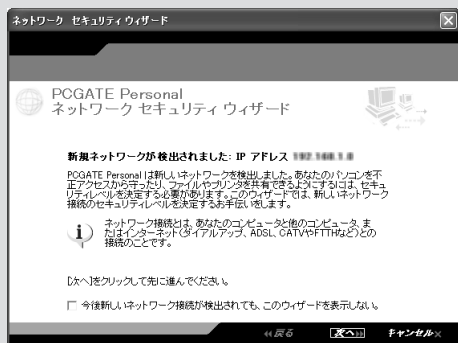 ネットワーク セキュリティ ウィザード
PCGATE Personal
ネットワーク セキュリティ ウィザード
新規ネットワークが検出されました: IP アドレス
PCGATE Personal は新しいネットワークを検出しました。あなたのパソコンを不
正アクセスから守ったり、ファイルやプリンタを共有できるようにするには、セキュ
リティレベルを決定する必要があります。このウィザードでは、新しいネットワーク
接続のセキュリティレベルを決定するお手伝いをします。
ネットワーク接続とは、あなたのコンピュータと他のコンピュータ、ま
たはインターネット(ダイアルアップ、ADSL、CATVやFTTHなど)との
接続のことです。
[次へ]をクリックして先に進んでください。
今後新しいネットワーク接続が検出されても、このウィザードを表示しない。
戻る
次へ
キャンセル